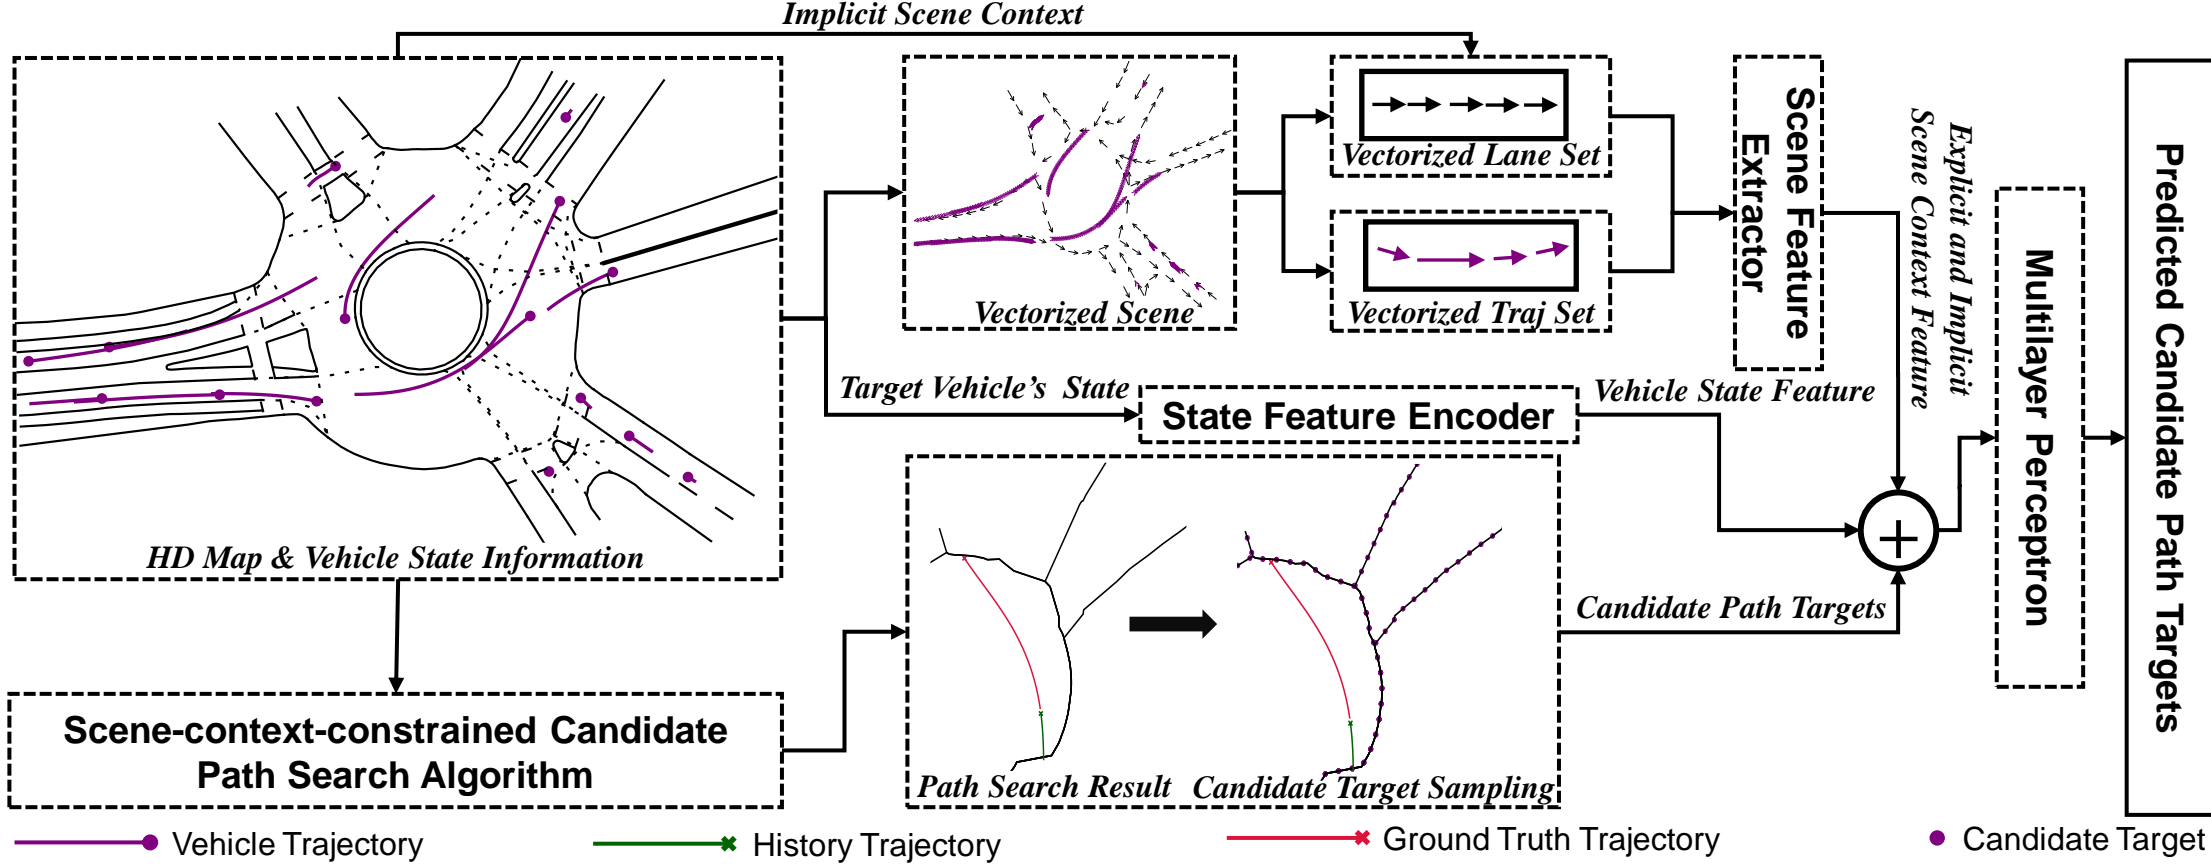 Implicit Scene Context
HD Map & Vehicle State Information
Vectorized Scene
Vectorized Lane Set
Vectorized Traj Set
Scene Feature
Extractor
Explicit and Implicit
Scene Context Feature
Target Vehicle's State
State Feature Encoder
Vehicle State Feature
Multilayer Perceptron
Predicted Candidate Path Targets
Scene-context-constrained Candidate
Path Search Algorithm
Path Search Result
Candidate Target Sampling
Candidate Path Targets
+
Vehicle Trajectory
History Trajectory
Ground Truth Trajectory
Candidate Target